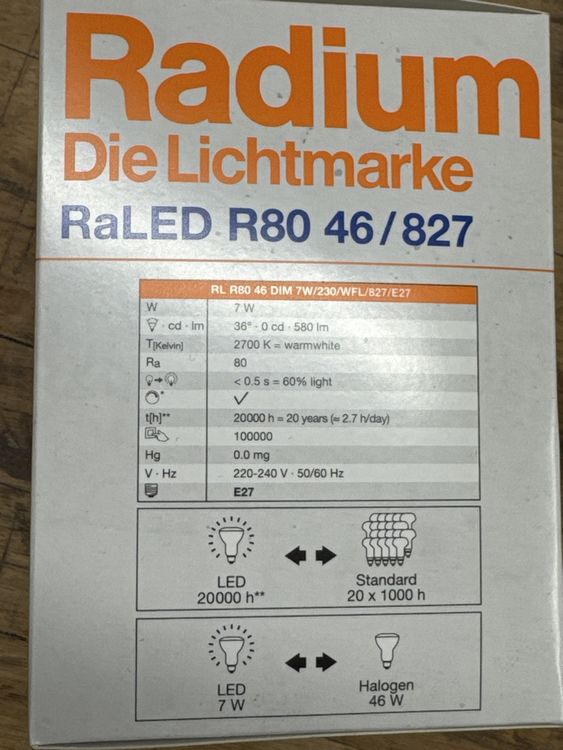 Radium
Die Lichtmarke
RaLED R80 46/827
RL R80 46 DIM 7W/230/WFL/827/E27
W 7 W
· cd · lm 36° · 0 cd · 580 lm
T[Kelvin] 2700 K = warmwhite
Ra 80
< 0.5 s = 60% light
* ✓
t[h]** 20000 h = 20 years (≈ 2.7 h/day)
100000
Hg 0.0 mg
V · Hz 220-240 V · 50/60 Hz
E27
LED
20000 h**
Standard
20 x 1000 h
LED
7 W
Halogen
46 W